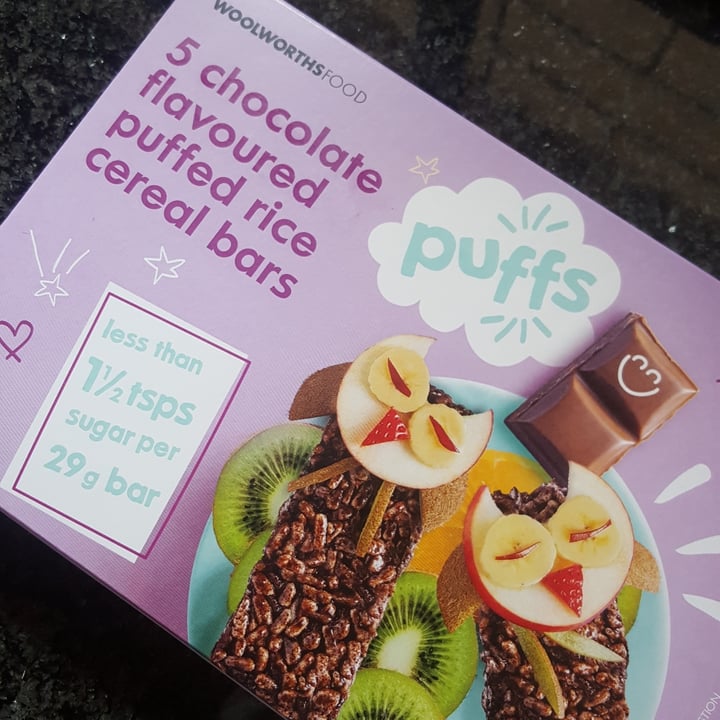 WOOLWORTHSFOOD
5 chocolate
flavoured
puffed rice
cereal bars
puffs
less than
1½ tsps
sugar per
29g bar